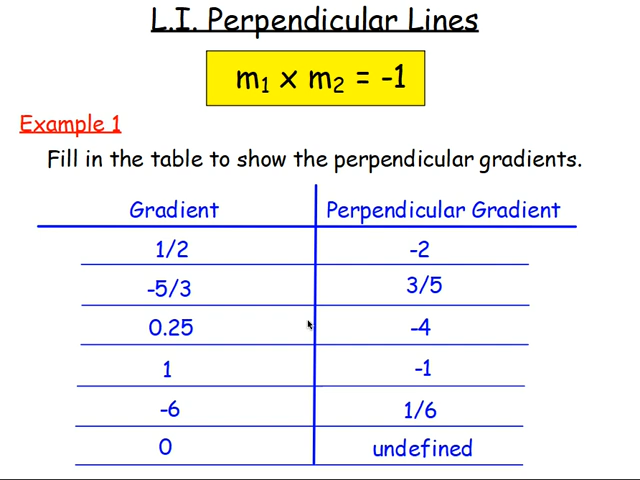 L.I. Perpendicular Lines
m₁ x m₂ = -1
Example 1
Fill in the table to show the perpendicular gradients.
Gradient Perpendicular Gradient
1/2 -2
-5/3 3/5
0.25 -4
1 -1
-6 1/6
0 undefined